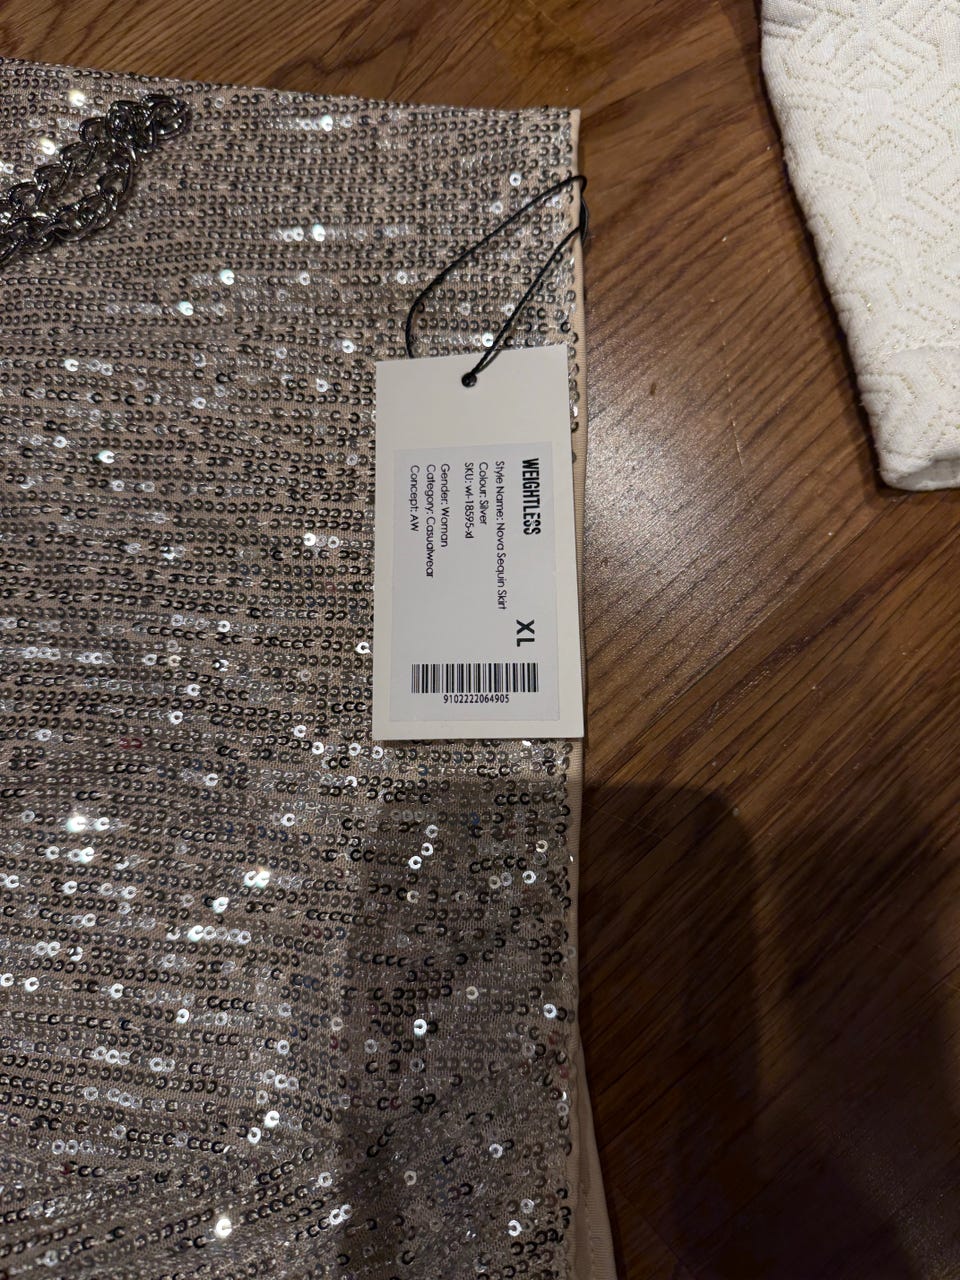 WEIGHTLESS
XL
Style Name: Nova Sequin Skirt
Colour: Silver
SKU: wl-18595-xl
Gender: Woman
Category: Casualwear
Concept: AW
9102222064905